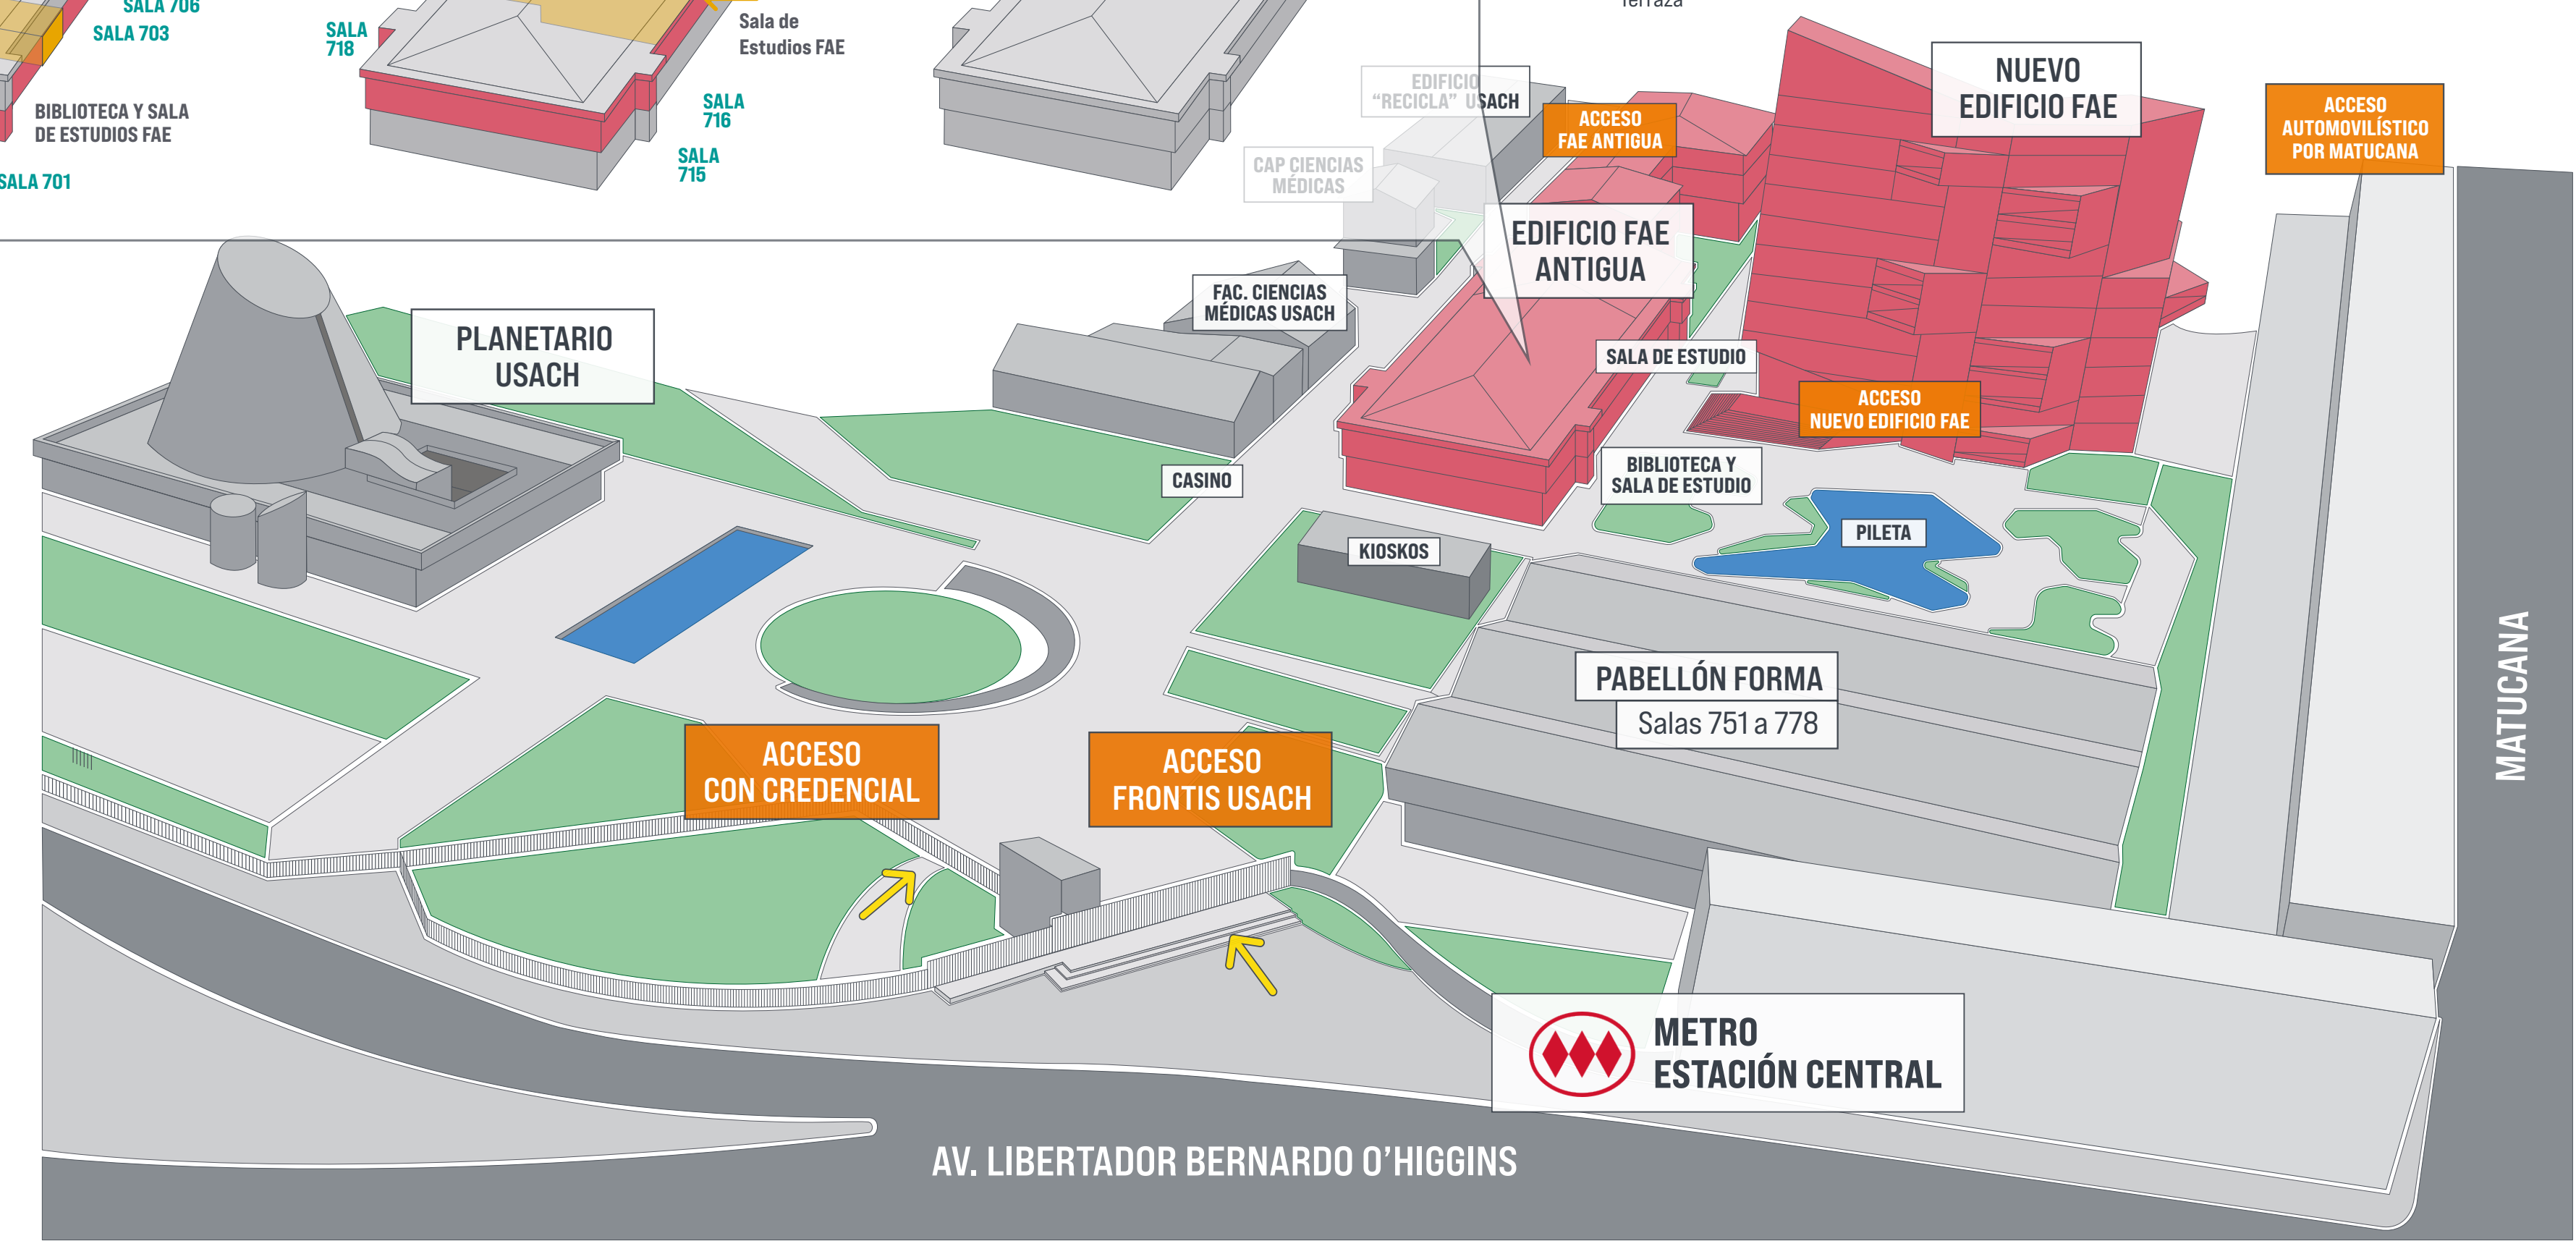 SALA 706
SALA 703
BIBLIOTECA Y SALA
DE ESTUDIOS FAE
SALA 701
SALA
718
Sala de
Estudios FAE
SALA
716
SALA
715
Terraza
EDIFICIO
“RECICLA” USACH
CAP CIENCIAS
MÉDICAS
ACCESO
FAE ANTIGUA
NUEVO
EDIFICIO FAE
ACCESO
AUTOMOVILÍSTICO
POR MATUCANA
EDIFICIO FAE
ANTIGUA
FAC. CIENCIAS
MÉDICAS USACH
PLANETARIO
USACH
SALA DE ESTUDIO
ACCESO
NUEVO EDIFICIO FAE
CASINO
BIBLIOTECA Y
SALA DE ESTUDIO
KIOSKOS
PILETA
PABELLÓN FORMA
Salas 751 a 778
MATUCANA
ACCESO
CON CREDENCIAL
ACCESO
FRONTIS USACH
METRO
ESTACIÓN CENTRAL
AV. LIBERTADOR BERNARDO O’HIGGINS